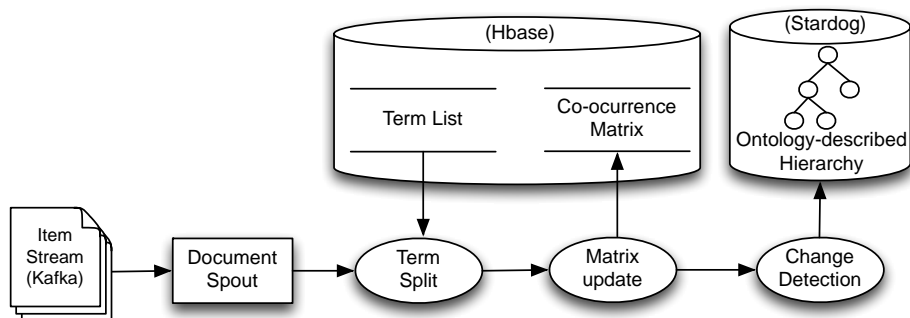 (Hbase)
(Stardog)
Term List
Co-ocurrence
Matrix
Ontology-described
Hierarchy
Item
Stream
(Kafka)
Document
Spout
Term
Split
Matrix
update
Change
Detection